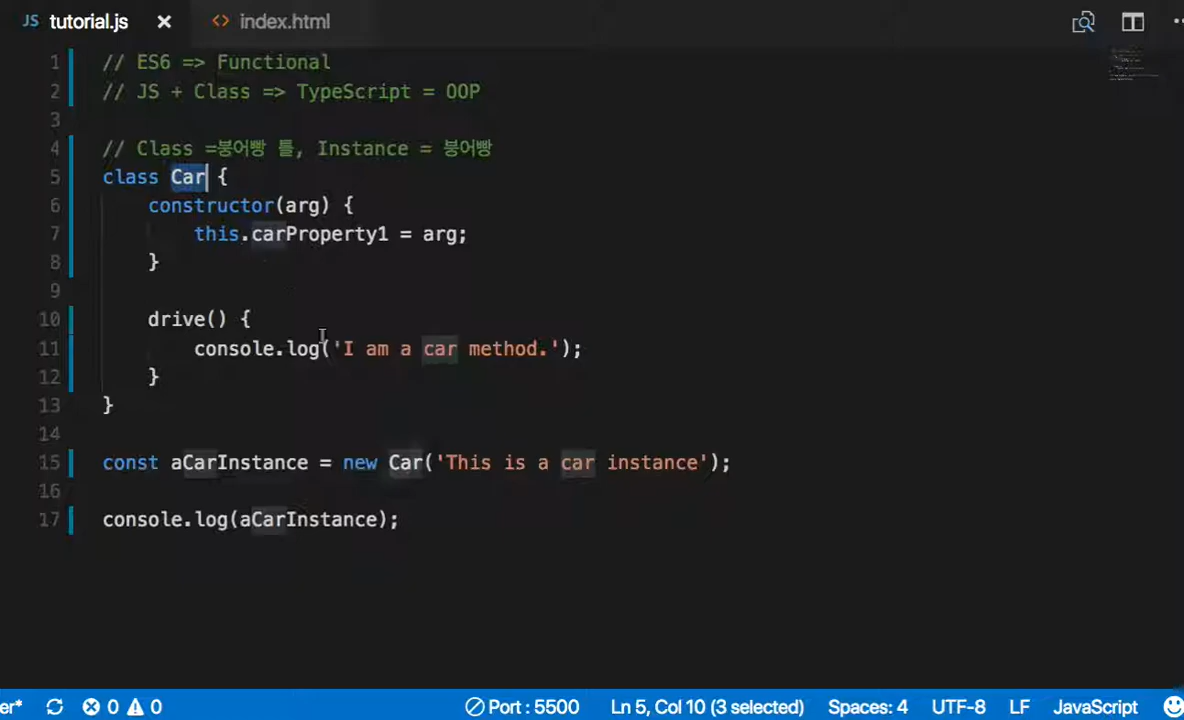 JS tutorial.js × <> index.html
1 // ES6 => Functional
2 // JS + Class => TypeScript = OOP
3
4 // Class =붕어빵 틀, Instance = 붕어빵
5 class Car {
6 constructor(arg) {
7 this.carProperty1 = arg;
8 }
9
10 drive() {
11 console.log('I am a car method.');
12 }
13 }
14
15 const aCarInstance = new Car('This is a car instance');
16
17 console.log(aCarInstance);
er* 0 0 Port : 5500 Ln 5, Col 10 (3 selected) Spaces: 4 UTF-8 LF JavaScript